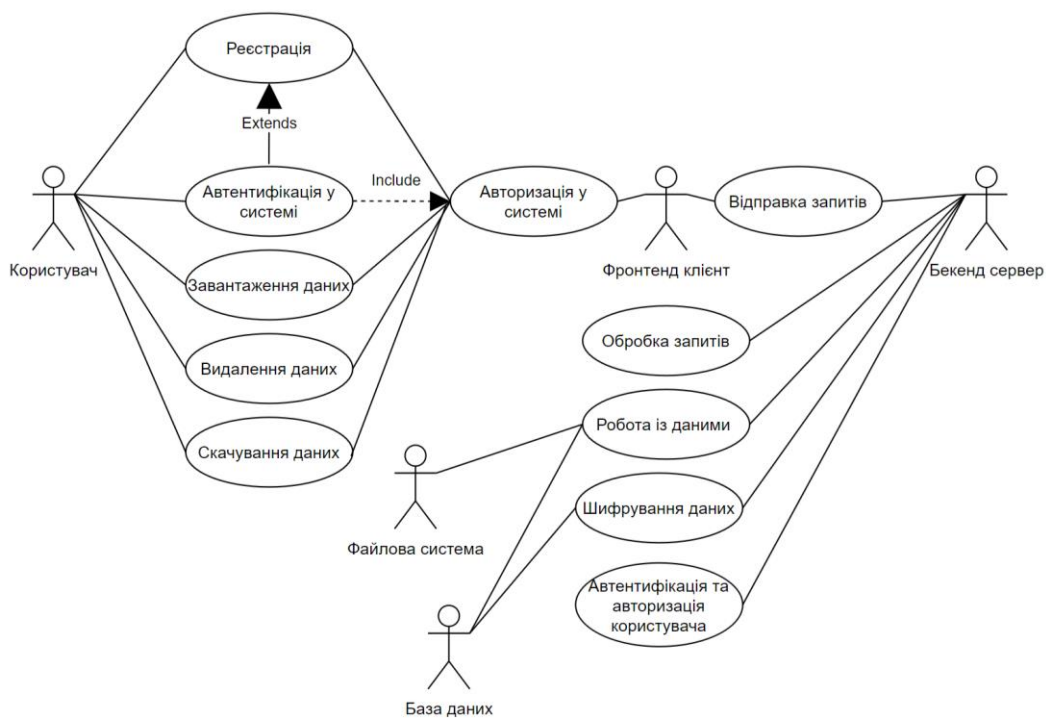 Реєстрація
Extends
Автентифікація у
системі
Include
Авторизація у
системі
Відправка запитів
Користувач
Фронтенд клієнт
Бекенд сервер
Завантаження даних
Обробка запитів
Видалення даних
Робота із даними
Скачування даних
Шифрування даних
Файлова система
Автентифікація та
авторизація
користувача
База даних